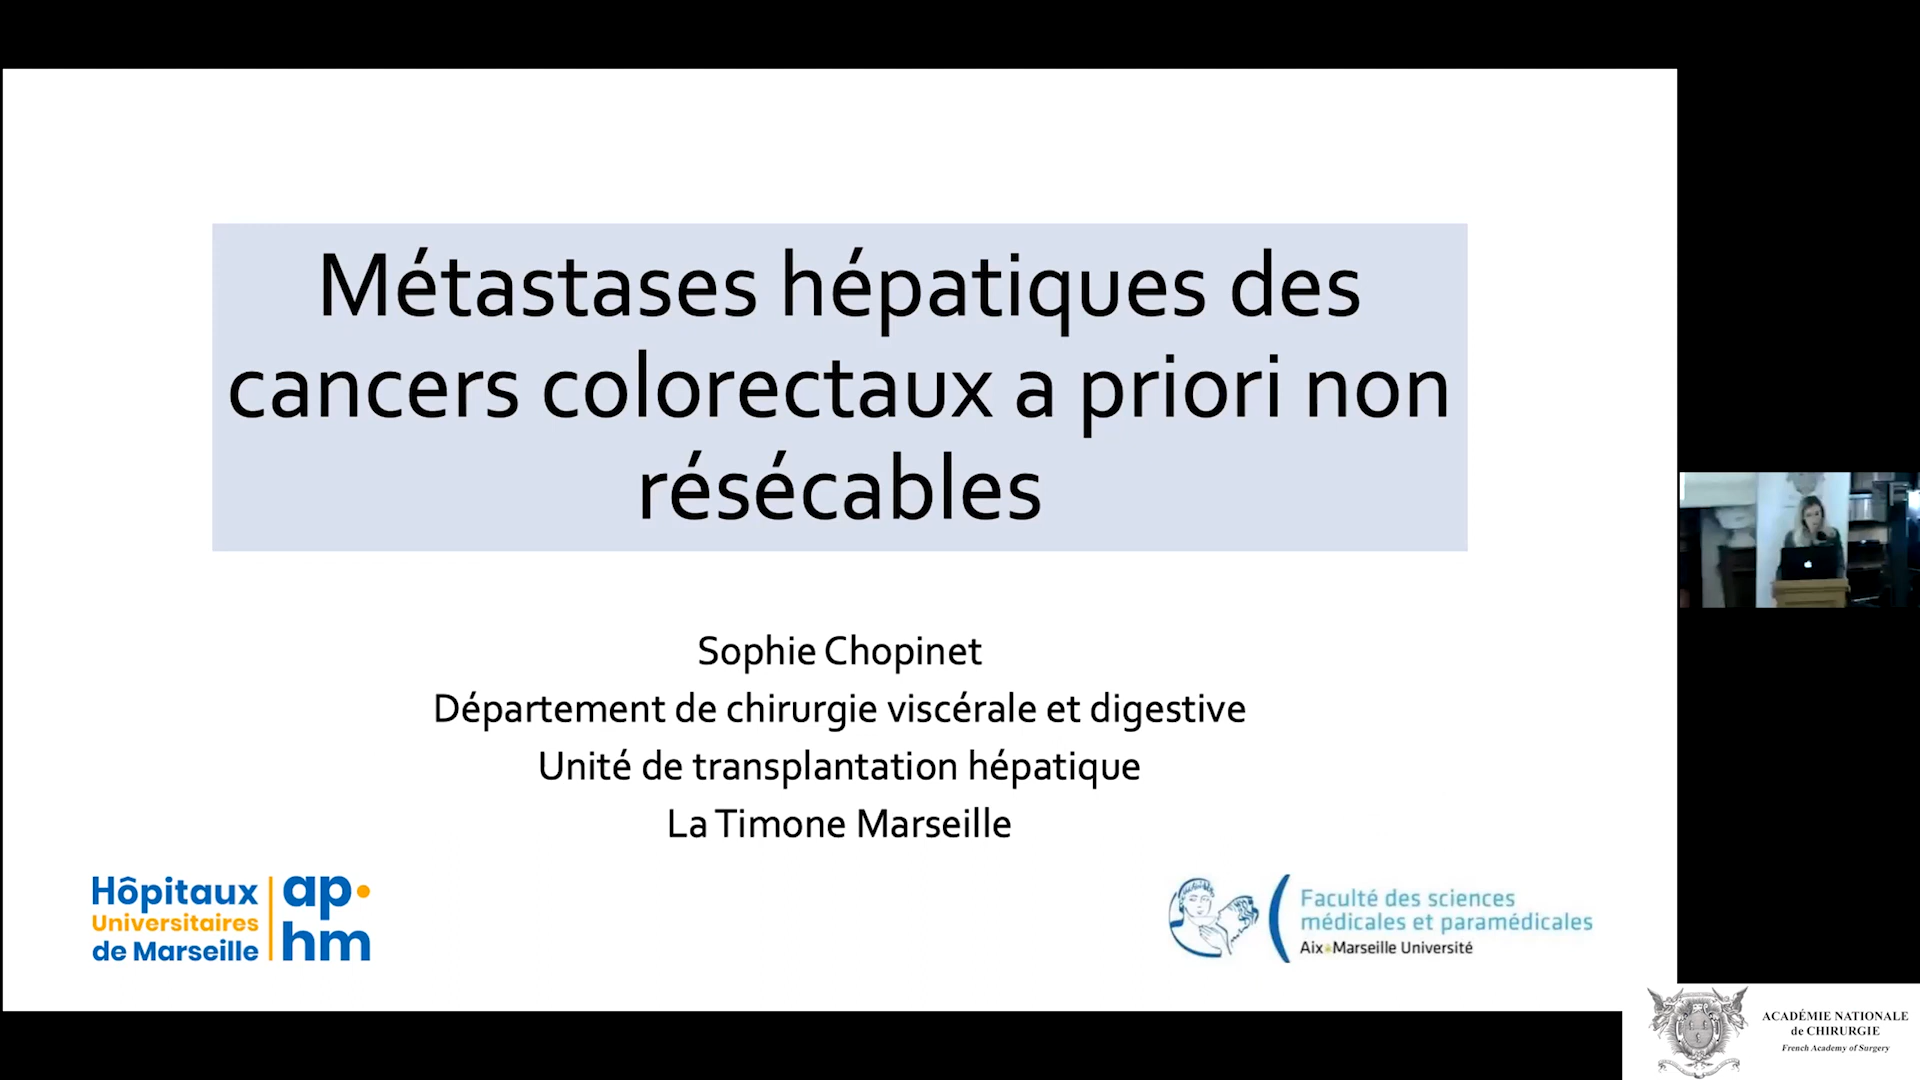 Métastases hépatiques des
cancers colorectaux a priori non
résécables
Sophie Chopinet
Département de chirurgie viscérale et digestive
Unité de transplantation hépatique
La Timone Marseille
Hôpitaux
Universitaires
de Marseille
ap.
hm
Faculté des sciences
médicales et paramédicales
Aix Marseille Université
ACADÉMIE NATIONALE
de CHIRURGIE
French Academy of Surgery